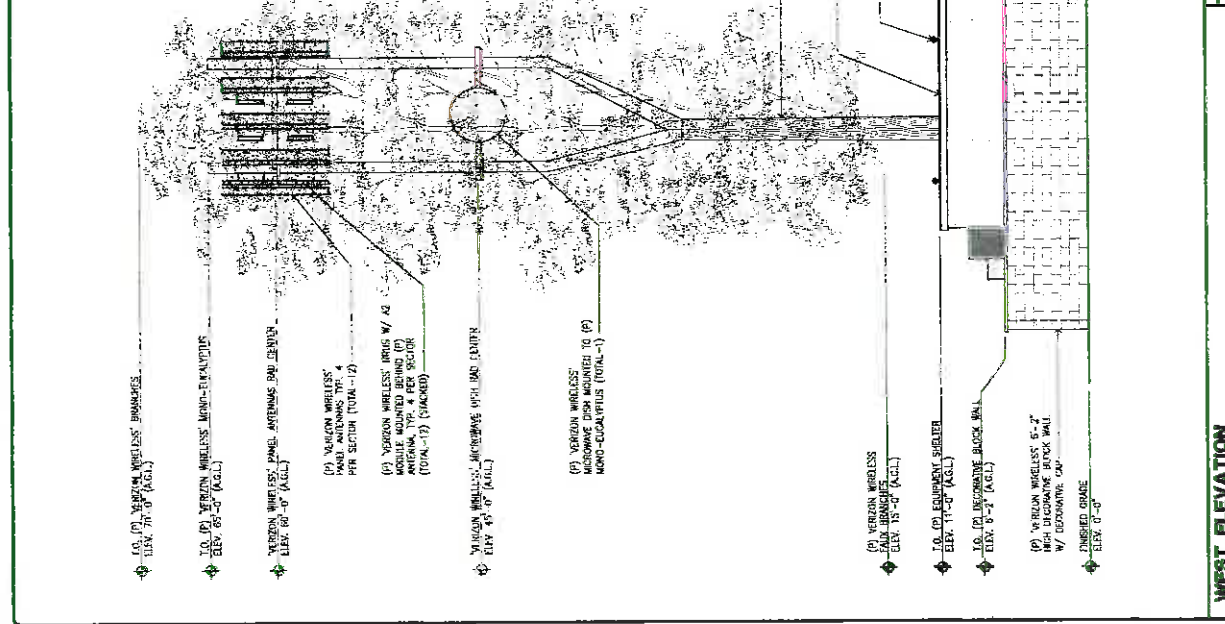 T.O. (P) VERIZON WIRELESS' BRANCHES
ELEV. 70'-0" (A.G.L.)
T.O. (P) VERIZON WIRELESS' MONO-EUCALYPTUS
ELEV. 65'-0" (A.G.L.)
VERIZON WIRELESS' PANEL ANTENNAS RAD CENTER
ELEV. 60'-0" (A.G.L.)
(P) VERIZON WIRELESS'
PANEL ANTENNAS TYP. 4
PER SECTOR (TOTAL-12)
(P) VERIZON WIRELESS' RRUS W/ A2
MODULE MOUNTED BEHIND (P)
ANTENNA, TYP. 4 PER SECTOR
(TOTAL-12) (STACKED)
VERIZON WIRELESS' MICROWAVE DISH RAD CENTER
ELEV. 45'-0" (A.G.L.)
(P) VERIZON WIRELESS'
MICROWAVE DISH MOUNTED TO (P)
MONO-EUCALYPTUS (TOTAL-1)
(P) VERIZON WIRELESS
FAUX BRANCHES
ELEV. 15'-0" (A.G.L.)
T.O. (P) EQUIPMENT SHELTER
ELEV. 11'-0" (A.G.L.)
T.O. (P) DECORATIVE BLOCK WALL
ELEV. 6'-2" (A.G.L.)
(P) VERIZON WIRELESS' 6'-2"
HIGH DECORATIVE BLOCK WALL
W/ DECORATIVE CAP
FINISHED GRADE
ELEV. 0'-0"
WEST ELEVATION